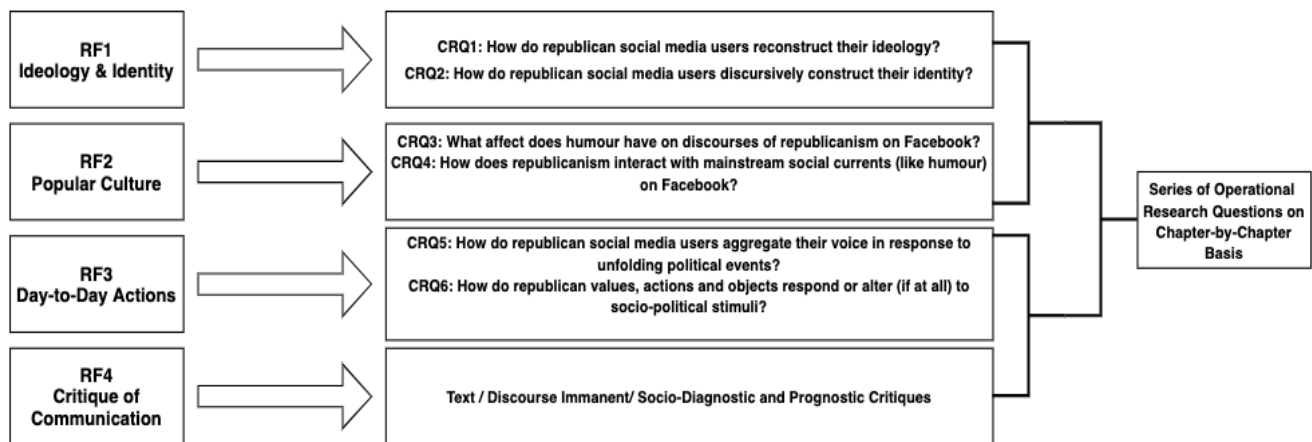 RF1
Ideology & Identity
CRQ1: How do republican social media users reconstruct their ideology?
CRQ2: How do republican social media users discursively construct their identity?
RF2
Popular Culture
CRQ3: What affect does humour have on discourses of republicanism on Facebook?
CRQ4: How does republicanism interact with mainstream social currents (like humour)
on Facebook?
RF3
Day-to-Day Actions
CRQ5: How do republican social media users aggregate their voice in response to
unfolding political events?
CRQ6: How do republican values, actions and objects respond or alter (if at all) to
socio-political stimuli?
RF4
Critique of
Communication
Text / Discourse Immanent/ Socio-Diagnostic and Prognostic Critiques
Series of Operational
Research Questions on
Chapter-by-Chapter
Basis